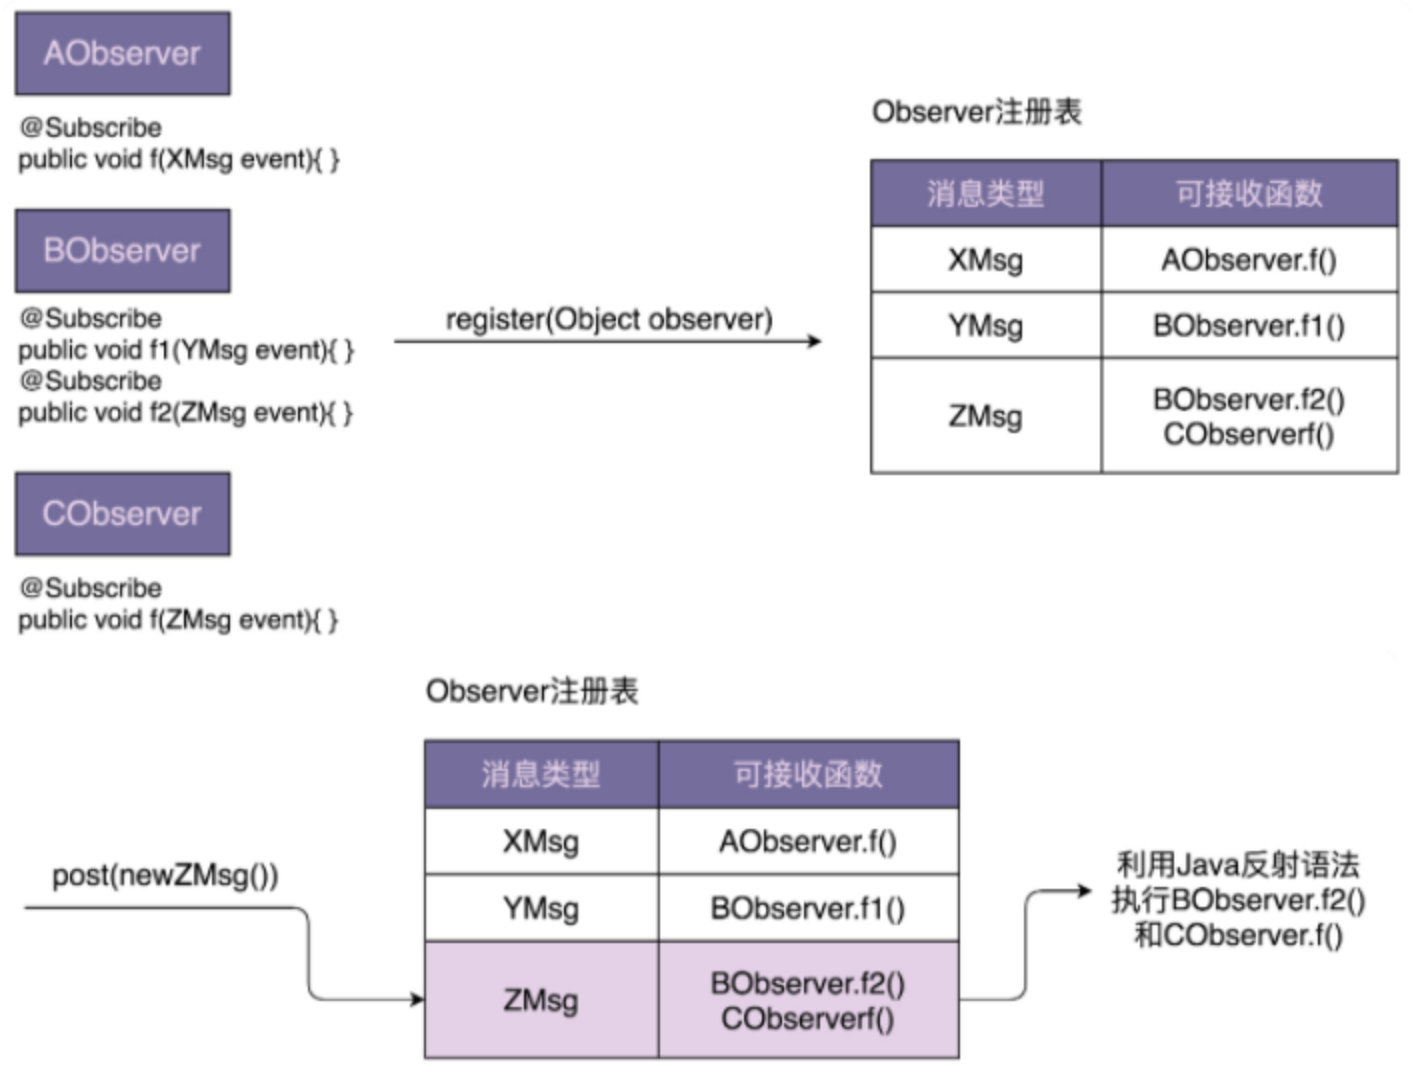 AObserver
@Subscribe
public void f(XMsg event){ }
BObserver
@Subscribe
public void f1(YMsg event){ }
@Subscribe
public void f2(ZMsg event){ }
CObserver
@Subscribe
public void f(ZMsg event){ }
register(Object observer)
Observer注册表
消息类型 可接收函数
XMsg AObserver.f()
YMsg BObserver.f1()
ZMsg BObserver.f2()
CObserverf()
post(newZMsg())
Observer注册表
消息类型 可接收函数
XMsg AObserver.f()
YMsg BObserver.f1()
ZMsg BObserver.f2()
CObserverf()
利用Java反射语法
执行BObserver.f2()
和CObserver.f()